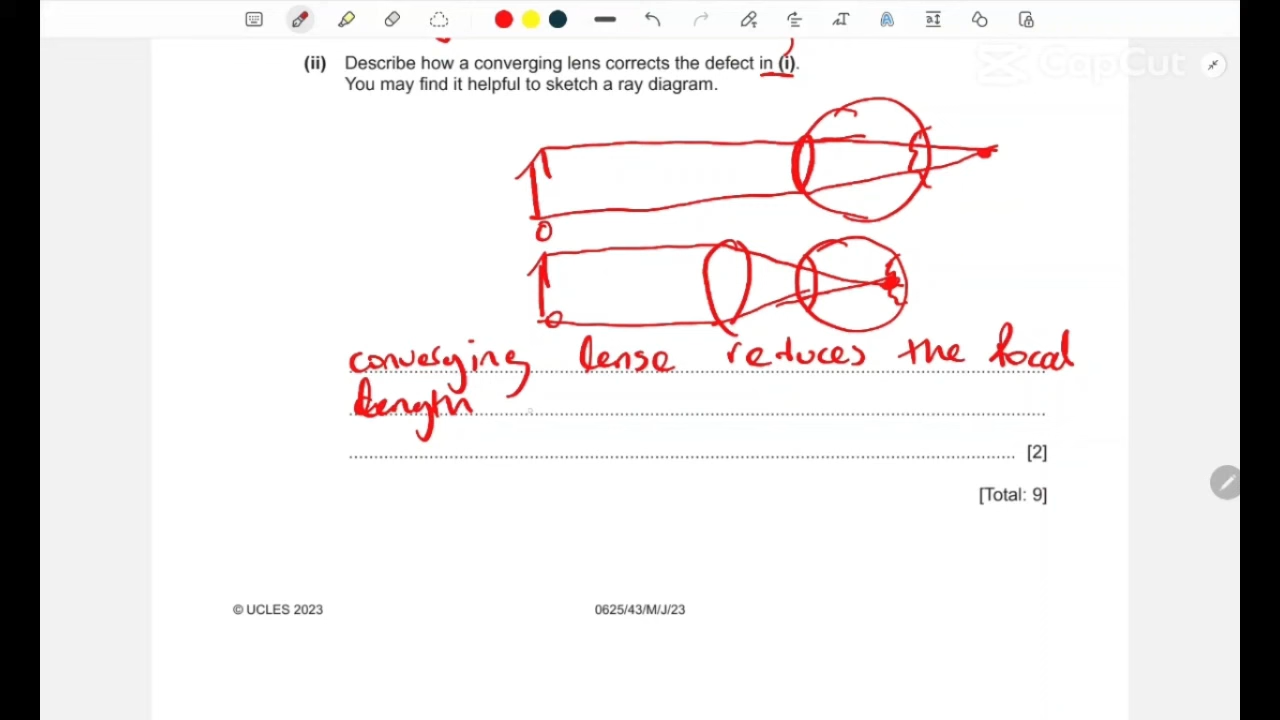 (ii) Describe how a converging lens corrects the defect in (i).
You may find it helpful to sketch a ray diagram.
CapCut
O
O
converging lense reduces the focal
length
[2]
[Total: 9]
© UCLES 2023 0625/43/M/J/23